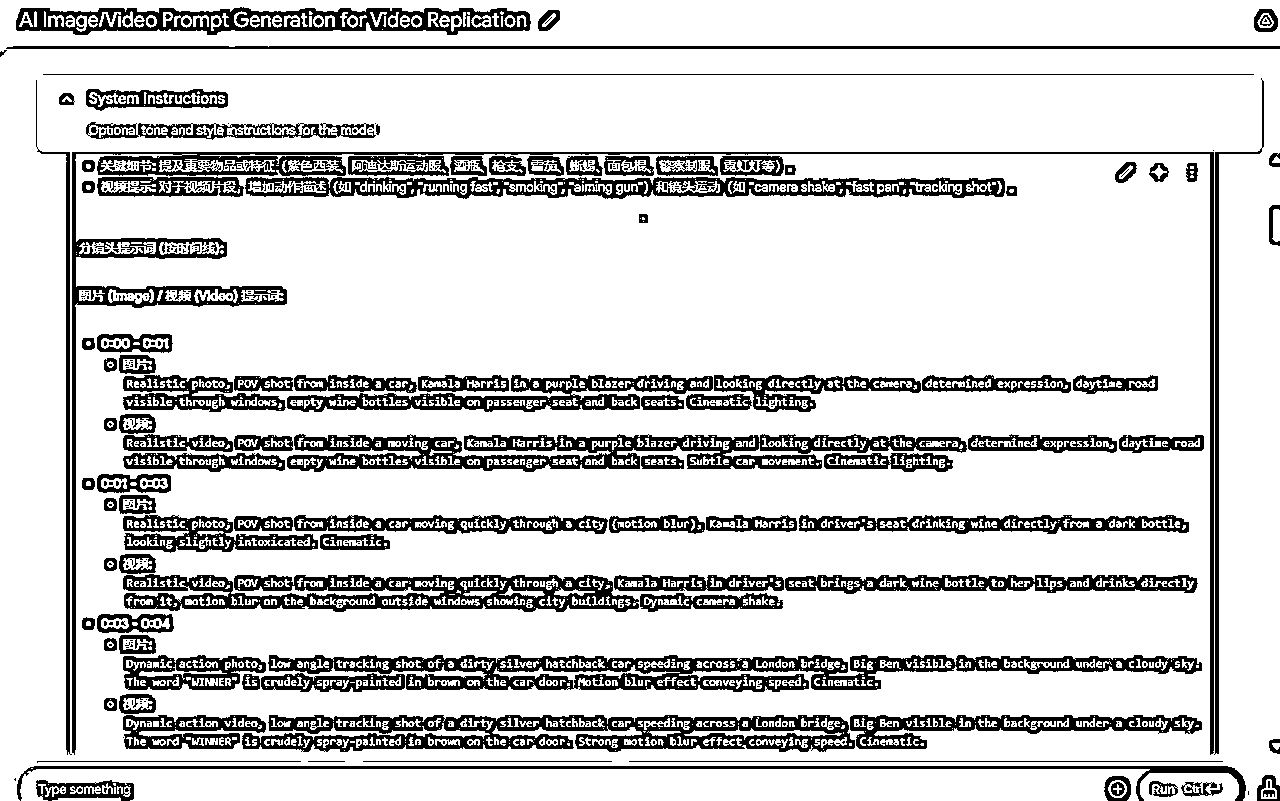 AI Image/Video Prompt Generation for Video Replication
System Instructions
Optional tone and style instructions for the model
关键细节: 提及重要物品或特征 (紫色西装、阿迪达斯运动服、酒瓶、枪支、雪茄、蜥蜴、面包棍、警察制服、霓虹灯等) 。
视频提示: 对于视频片段，增加动作描述 (如 "drinking", "running fast", "smoking", "aiming gun") 和镜头运动 (如 "camera shake", "fast pan", "tracking shot") 。
分镜头提示词 (按时间线):
图片 (Image) / 视频 (Video) 提示词:
0:00 - 0:01
图片:
Realistic photo, POV shot from inside a car, Kamala Harris in a purple blazer driving and looking directly at the camera, determined expression, daytime road
visible through windows, empty wine bottles visible on passenger seat and back seats. Cinematic lighting.
视频:
Realistic video, POV shot from inside a moving car, Kamala Harris in a purple blazer driving and looking directly at the camera, determined expression, daytime road
visible through windows, empty wine bottles visible on passenger seat and back seats. Subtle car movement. Cinematic lighting.
0:01 - 0:03
图片:
Realistic photo, POV shot from inside a car moving quickly through a city (motion blur), Kamala Harris in driver's seat drinking wine directly from a dark bottle,
looking slightly intoxicated. Cinematic.
视频:
Realistic video, POV shot from inside a car moving quickly through a city, Kamala Harris in driver's seat brings a dark wine bottle to her lips and drinks directly
from it, motion blur on the background outside windows showing city buildings. Dynamic camera shake.
0:03 - 0:04
图片:
Dynamic action photo, low angle tracking shot of a dirty silver hatchback car speeding across a London bridge, Big Ben visible in the background under a cloudy sky.
The word "WINNER" is crudely spray-painted in brown on the car door. Motion blur effect conveying speed. Cinematic.
视频:
Dynamic action video, low angle tracking shot of a dirty silver hatchback car speeding across a London bridge, Big Ben visible in the background under a cloudy sky.
The word "WINNER" is crudely spray-painted in brown on the car door. Strong motion blur effect conveying speed. Cinematic.
Type something
Run Ctrl